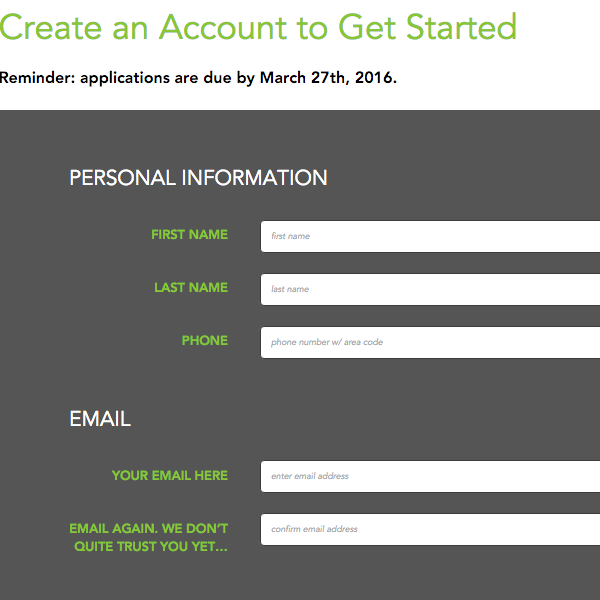 Create an Account to Get Started
Reminder: applications are due by March 27th, 2016.
PERSONAL INFORMATION
FIRST NAME first name
LAST NAME last name
PHONE phone number w/ area code
EMAIL
YOUR EMAIL HERE enter email address
EMAIL AGAIN. WE DON'T confirm email address
QUITE TRUST YOU YET...